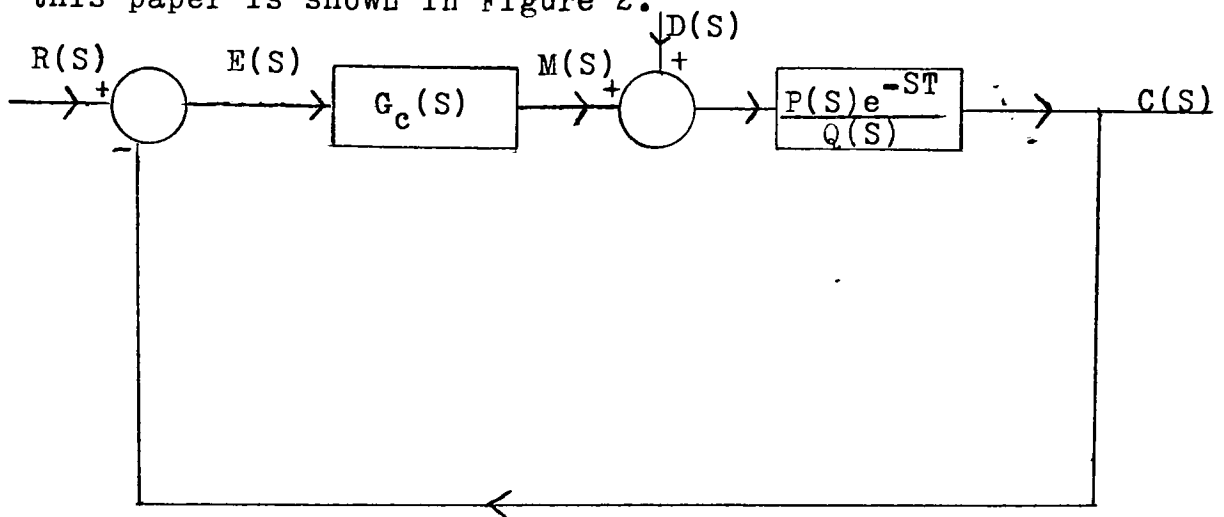 this paper is shown in Figure 2.
D(S)
R(S) + E(S) M(S) + +
G_c(S)
P(S)e^-ST
Q(S)
C(S)
-